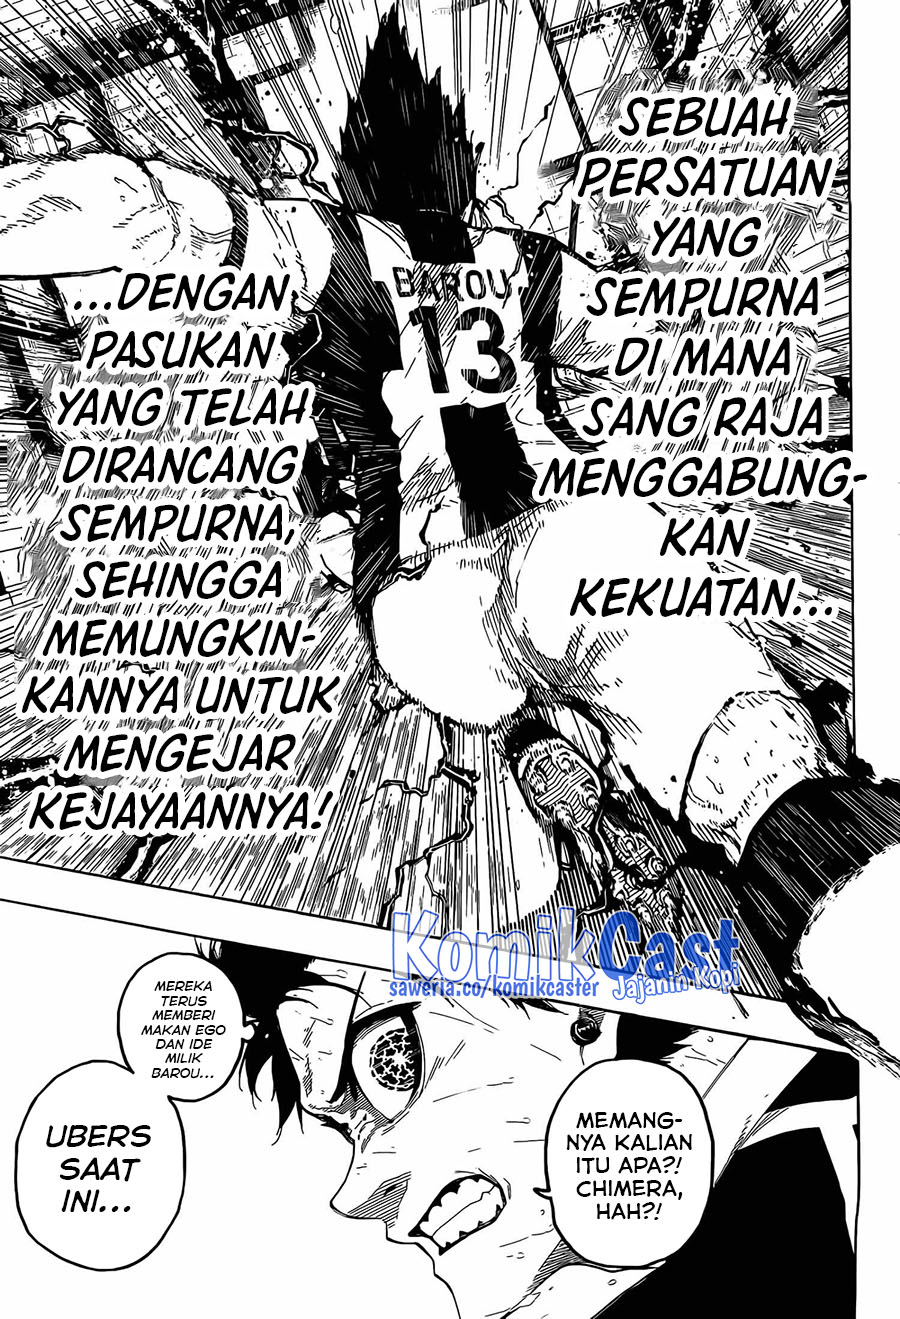 SEBUAH
PERSATUAN
YANG
SEMPURNA
DI MANA
SANG RAJA
MENGGABUNG-
KAN
KEKUATAN...
...DENGAN
PASUKAN
YANG TELAH
DIRANCANG
SEMPURNA,
SEHINGGA
MEMUNGKIN-
KANNYA UNTUK
MENGEJAR
KEJAYAANNYA!
BAROU
13
KomikCast
saweria.co/komikcaster Jajanin Kopi
MEMANG-
NYA KALIAN
ITU APA?!
CHIMERA,
HAH?!
MEREKA
TERUS
MEMBERI
MAKAN EGO
DAN IDE
MILIK
BAROU...
UBERS
SAAT
INI...